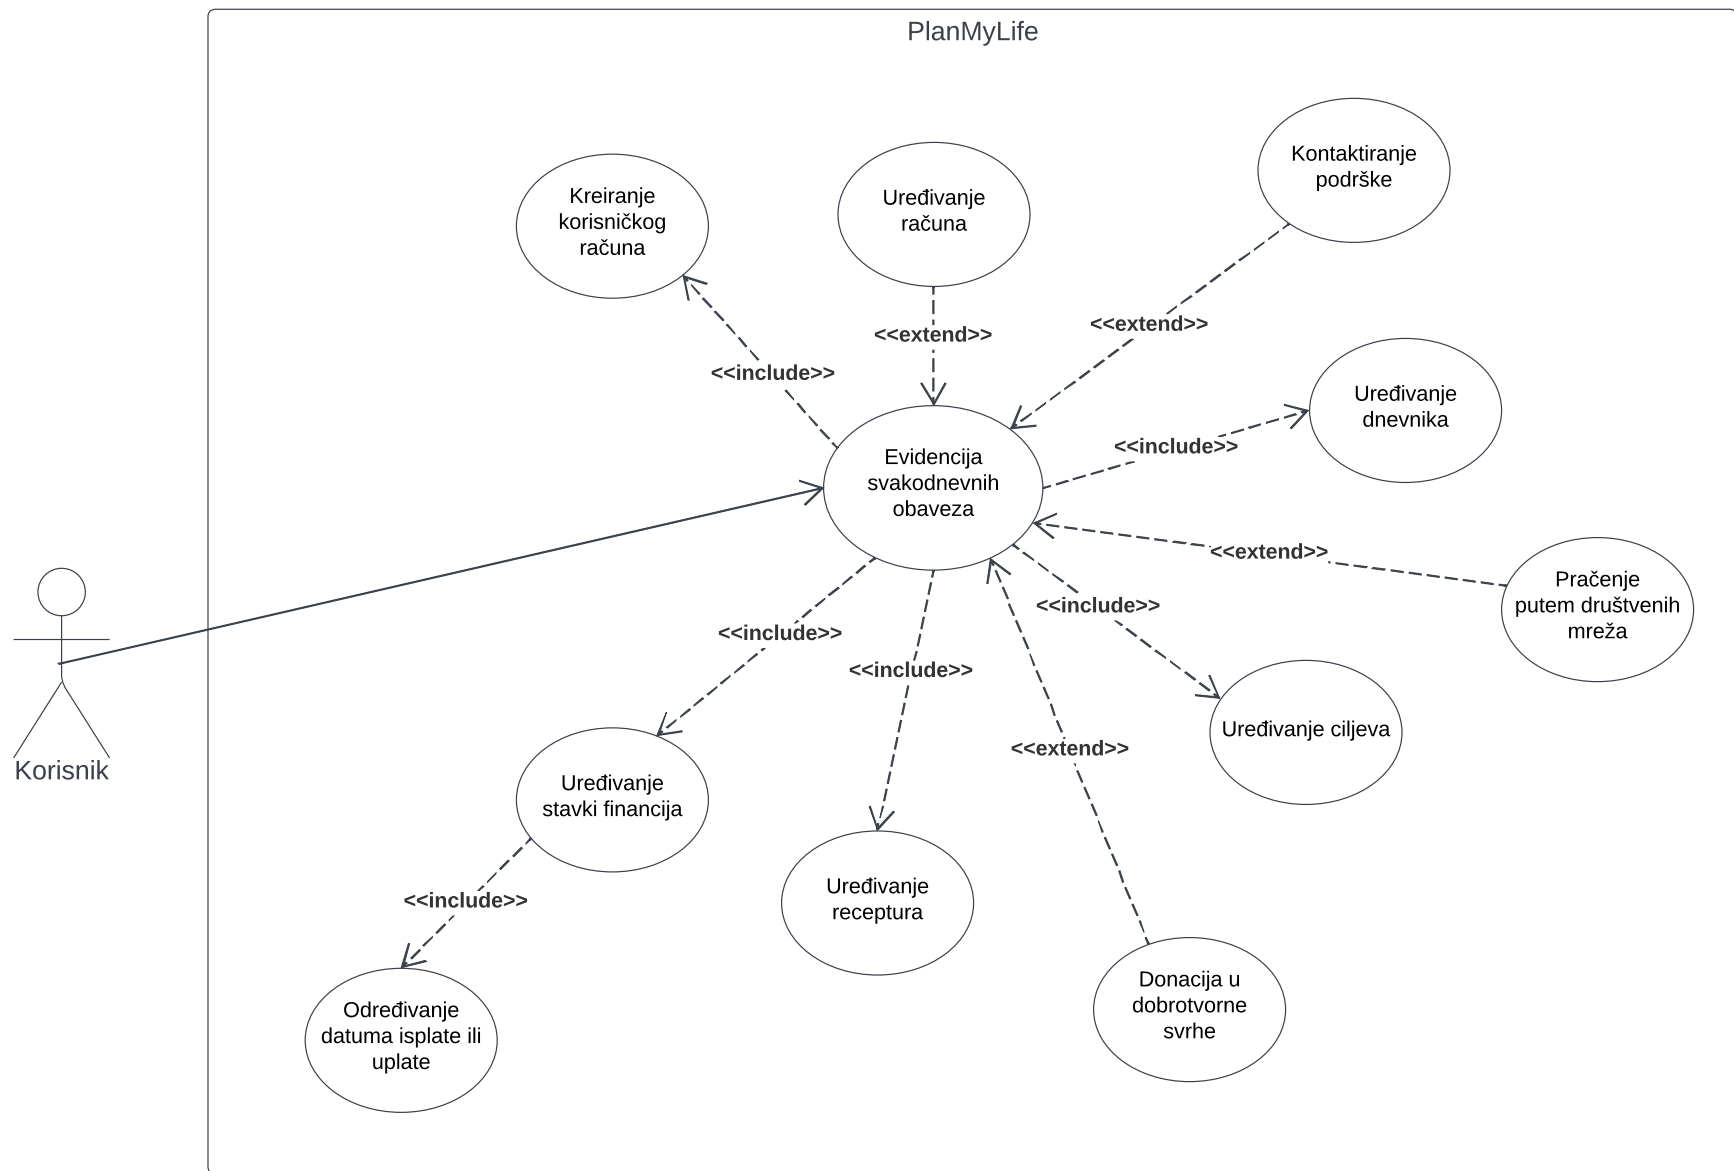 PlanMyLife
Kreiranje
korisničkog
računa
Uređivanje
računa
Kontaktiranje
podrške
<<extend>>
<<extend>>
<<include>>
Uređivanje
dnevnika
<<include>>
Evidencija
svakodnevnih
obaveza
<<extend>>
Pračenje
putem društvenih
mreža
<<include>>
<<include>>
<<include>>
Uređivanje ciljeva
<<extend>>
Korisnik
Uređivanje
stavki financija
<<include>>
Uređivanje
receptura
Donacija u
dobrotvorne
svrhe
Određivanje
datuma isplate ili
uplate